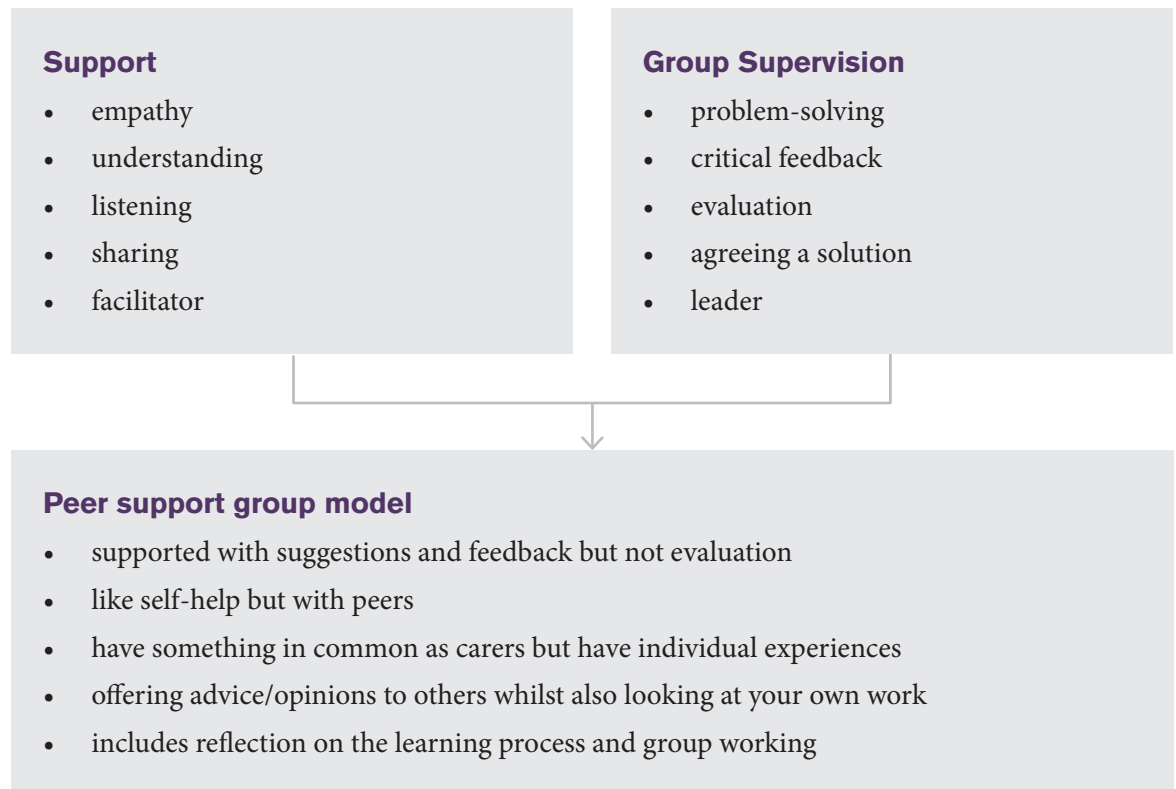 Support
• empathy
• understanding
• listening
• sharing
• facilitator
Group Supervision
• problem-solving
• critical feedback
• evaluation
• agreeing a solution
• leader
Peer support group model
• supported with suggestions and feedback but not evaluation
• like self-help but with peers
• have something in common as carers but have individual experiences
• offering advice/opinions to others whilst also looking at your own work
• includes reflection on the learning process and group working